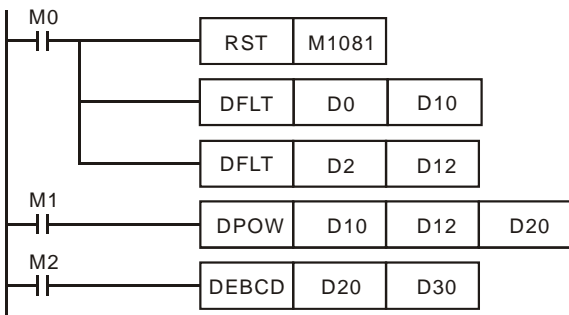 M0
RST M1081
DFLT D0 D10
DFLT D2 D12
M1
DPOW D10 D12 D20
M2
DEBCD D20 D30